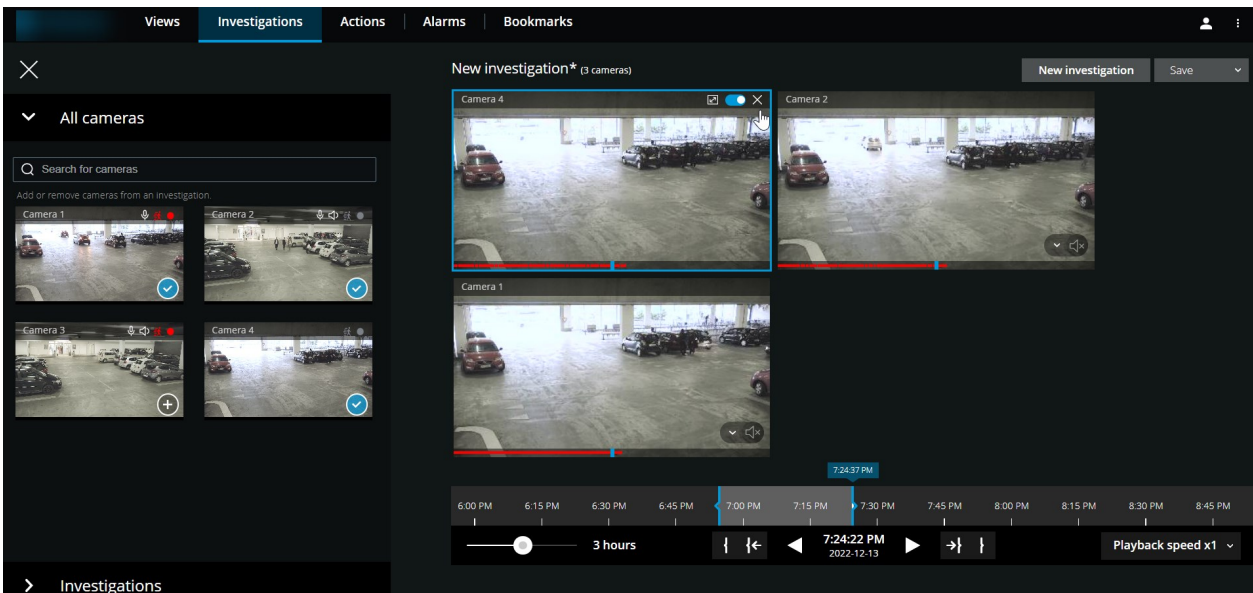 Views Investigations Actions Alarms Bookmarks
New investigation* (3 cameras)
New investigation Save
All cameras
Search for cameras
Add or remove cameras from an investigation.
Camera 1 Camera 2
Camera 3 Camera 4
Investigations
Camera 4 Camera 2
Camera 1
7:24:37 PM
6:00 PM 6:15 PM 6:30 PM 6:45 PM 7:00 PM 7:15 PM 7:30 PM 7:45 PM 8:00 PM 8:15 PM 8:30 PM 8:45 PM
3 hours 7:24:22 PM Playback speed x1
2022-12-13